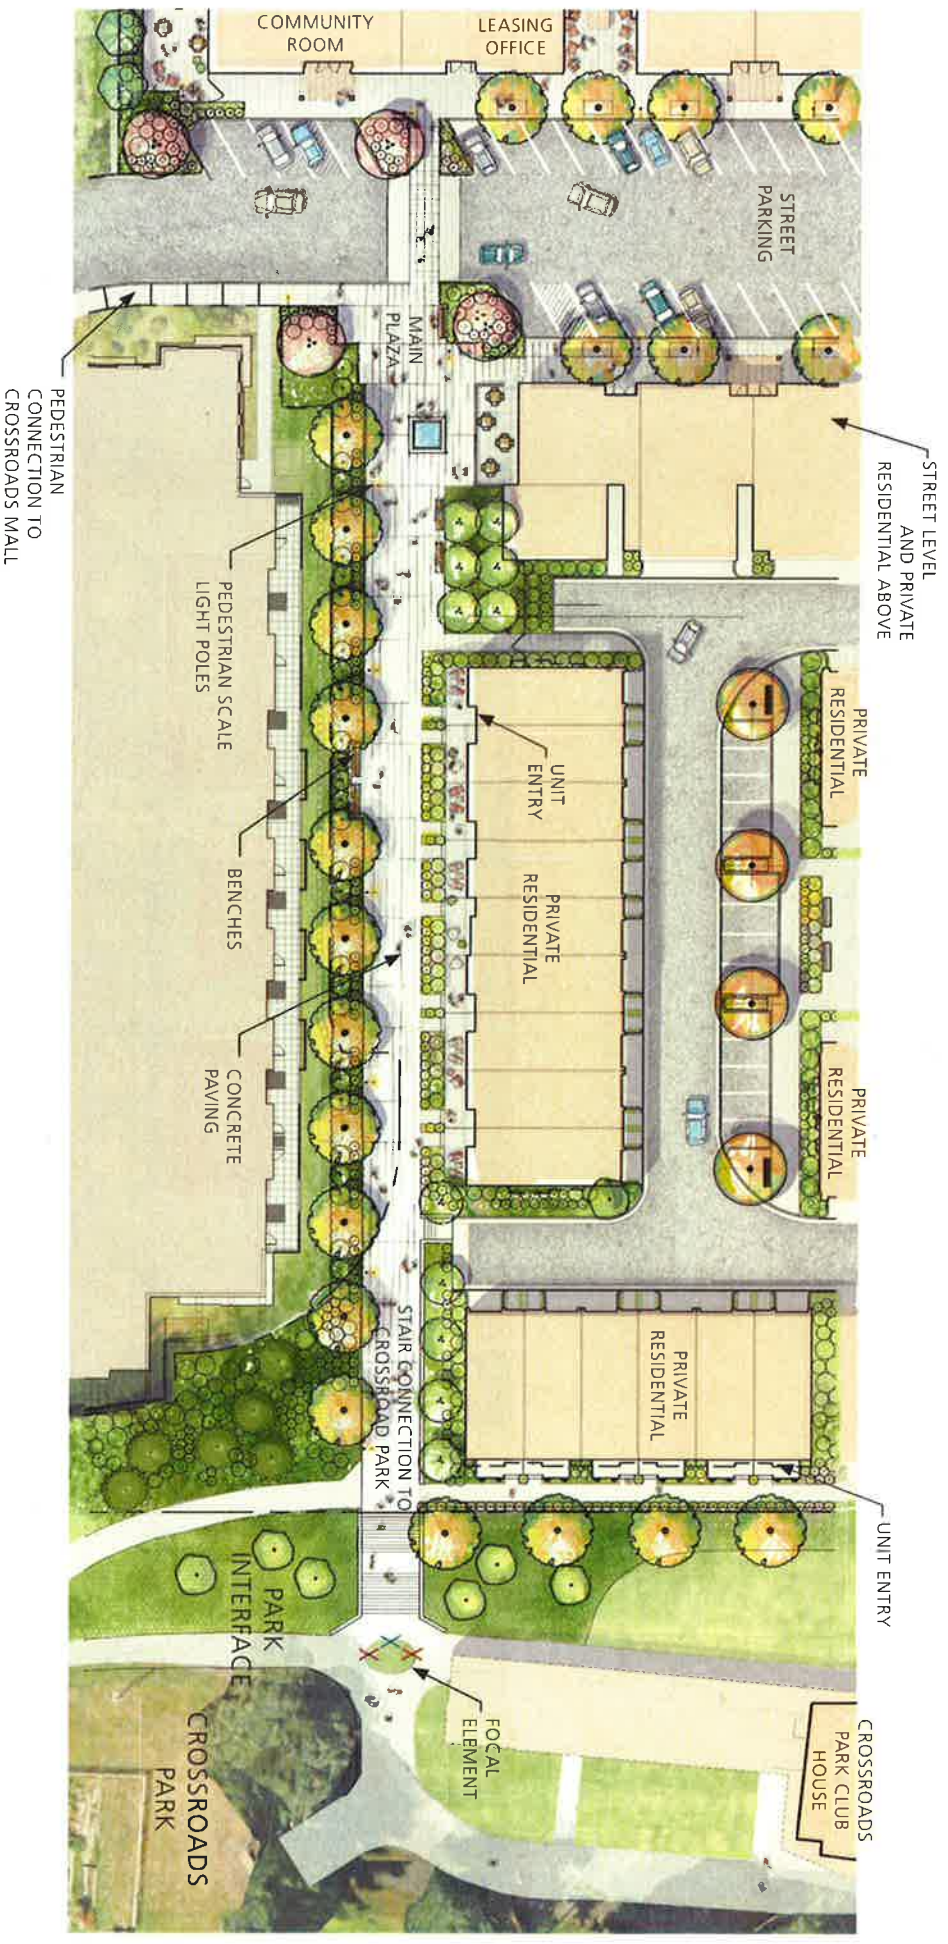 COMMUNITY
ROOM
LEASING
OFFICE
STREET
PARKING
MAIN
PLAZA
PEDESTRIAN
CONNECTION TO
CROSSROADS MALL
STREET LEVEL
AND PRIVATE
RESIDENTIAL ABOVE
PEDESTRIAN SCALE
LIGHT POLES
UNIT
ENTRY
PRIVATE
RESIDENTIAL
BENCHES
PRIVATE
RESIDENTIAL
CONCRETE
PAVING
PRIVATE
RESIDENTIAL
STAIR CONNECTION TO
CROSSROAD PARK
PRIVATE
RESIDENTIAL
UNIT ENTRY
PARK
INTERFACE
FOCAL
ELEMENT
CROSSROADS
PARK
CROSSROADS
PARK CLUB
HOUSE